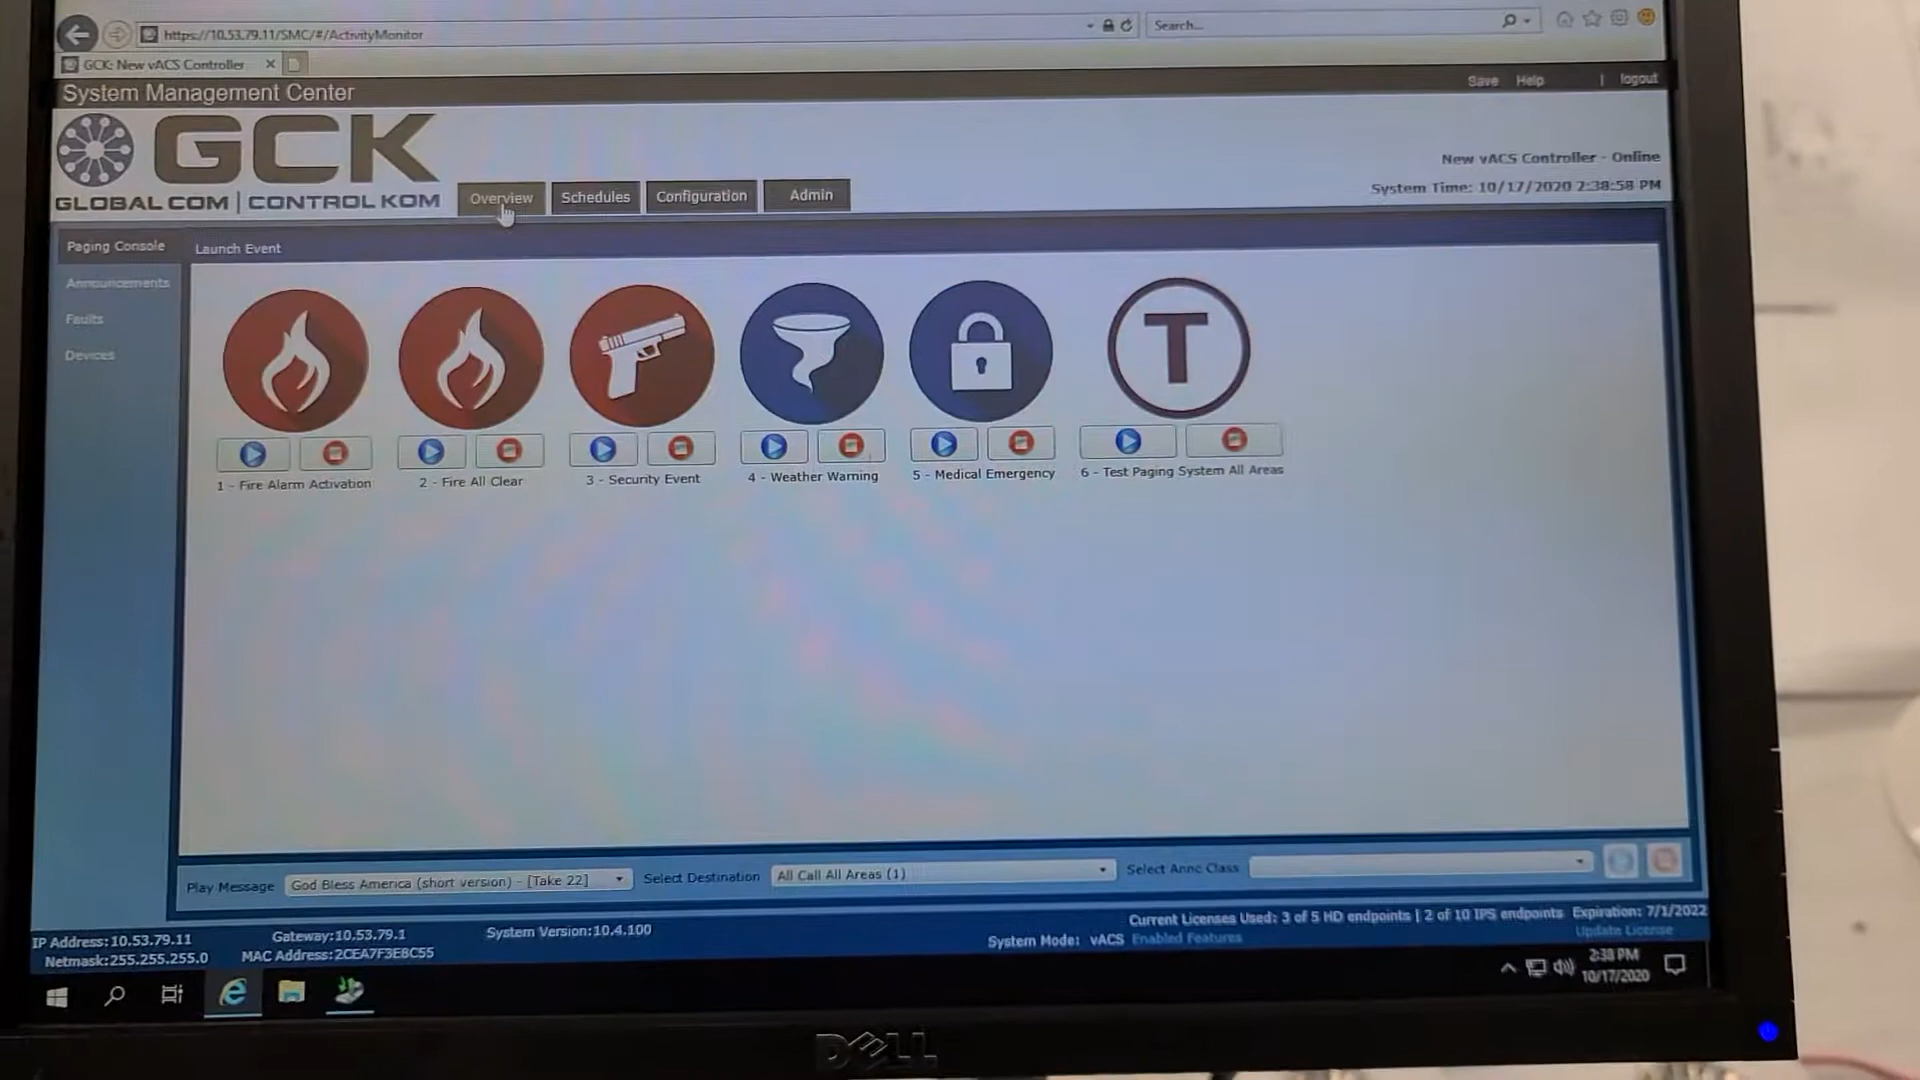 https://10.53.79.11/SMC/#/ActivityMonitor
Search...
GCK: New vACS Controller
System Management Center
Save Help | logout
GCK
GLOBALCOM | CONTROLKOM
Overview
Schedules
Configuration
Admin
New vACS Controller - Online
System Time: 10/17/2020 2:38:58 PM
Paging Console
Announcements
Faults
Devices
Launch Event
T
1 - Fire Alarm Activation
2 - Fire All Clear
3 - Security Event
4 - Weather Warning
5 - Medical Emergency
6 - Test Paging System All Areas
Play Message
God Bless America (short version) - [Take 22]
Select Destination
All Call All Areas (1)
Select Annc Class
IP Address:10.53.79.11
Netmask:255.255.255.0
Gateway:10.53.79.1
MAC Address:2CEA7F3E8C55
System Version:10.4.100
Current Licenses Used: 3 of 5 HD endpoints | 2 of 10 IPS endpoints Expiration: 7/1/2022
System Mode: vACS Enabled Features
Update License
2:38 PM
10/17/2020
DELL